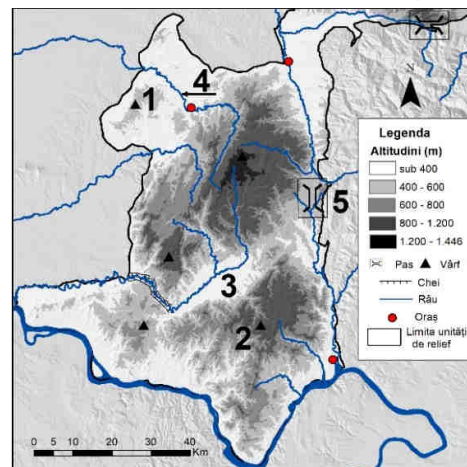 1
4
5
3
2
N
Legenda
Altitudini (m)
sub 400
400 - 600
600 - 800
800 - 1.200
1.200 - 1.446
Pas Vârf
Chei
Râu
Oraș
Limita unității
de relief
0 10 20 30 40
Km